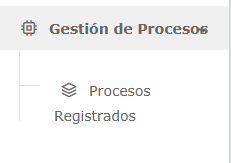 Gestión de Procesos
Procesos
Registrados